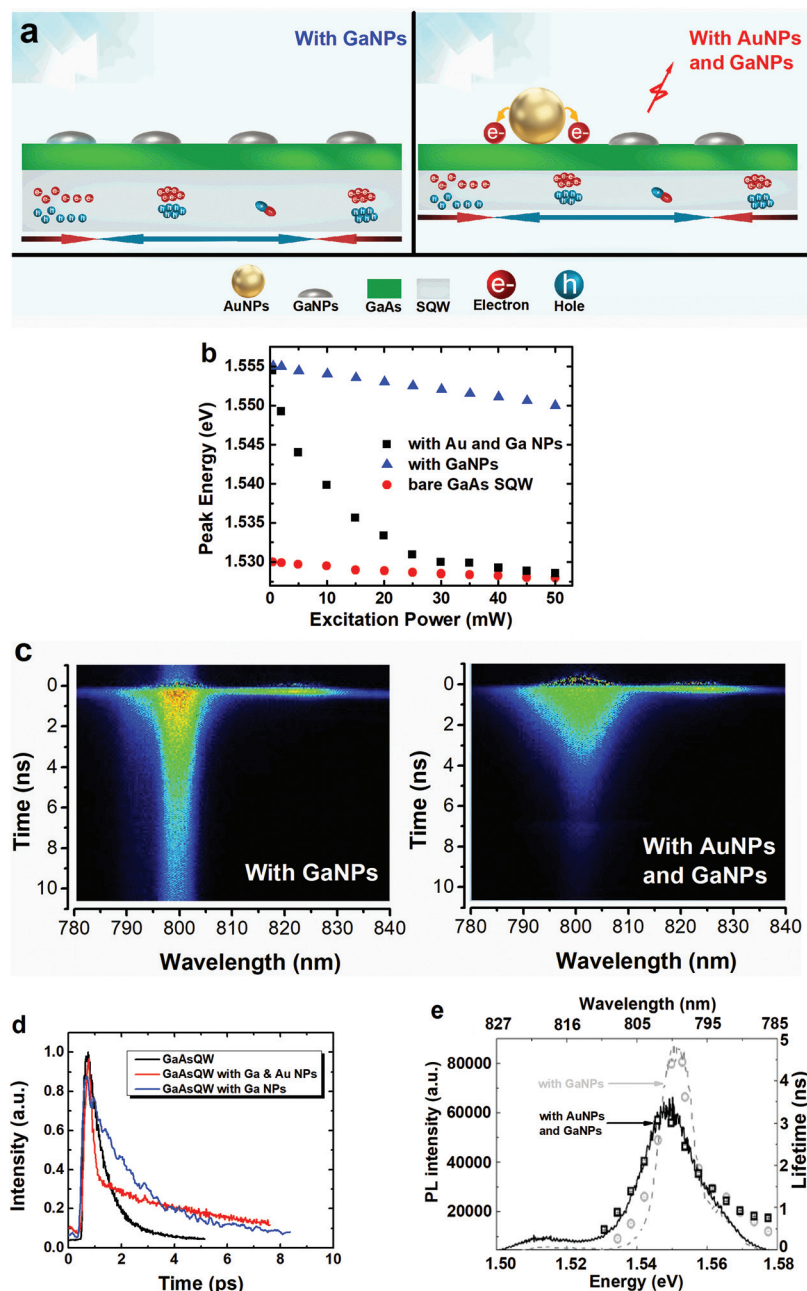 a
With GaNPs
With AuNPs
and GaNPs
e-
e-
AuNPs
GaNPs
GaAs
SQW
e-
Electron
h
Hole
b
1.555
1.550
1.545
1.540
1.535
1.530
Peak Energy (eV)
with Au and Ga NPs
with GaNPs
bare GaAs SQW
0
10
20
30
40
50
Excitation Power (mW)
c
0
2
4
6
8
10
Time (ns)
With GaNPs
780 790 800 810 820 830 840
Wavelength (nm)
0
2
4
6
8
10
Time (ns)
With AuNPs
and GaNPs
780 790 800 810 820 830 840
Wavelength (nm)
d
1.0
0.8
0.6
0.4
0.2
0.0
Intensity (a.u.)
GaAsQW
GaAsQW with Ga & Au NPs
GaAsQW with Ga NPs
0 2 4 6 8 10
Time (ps)
e
Wavelength (nm)
827 816 805 795 785
80000
60000
40000
20000
PL intensity (a.u.)
with GaNPs
with AuNPs
and GaNPs
5
4
3
2
1
0
Lifetime (ns)
1.50 1.52 1.54 1.56 1.58
Energy (eV)